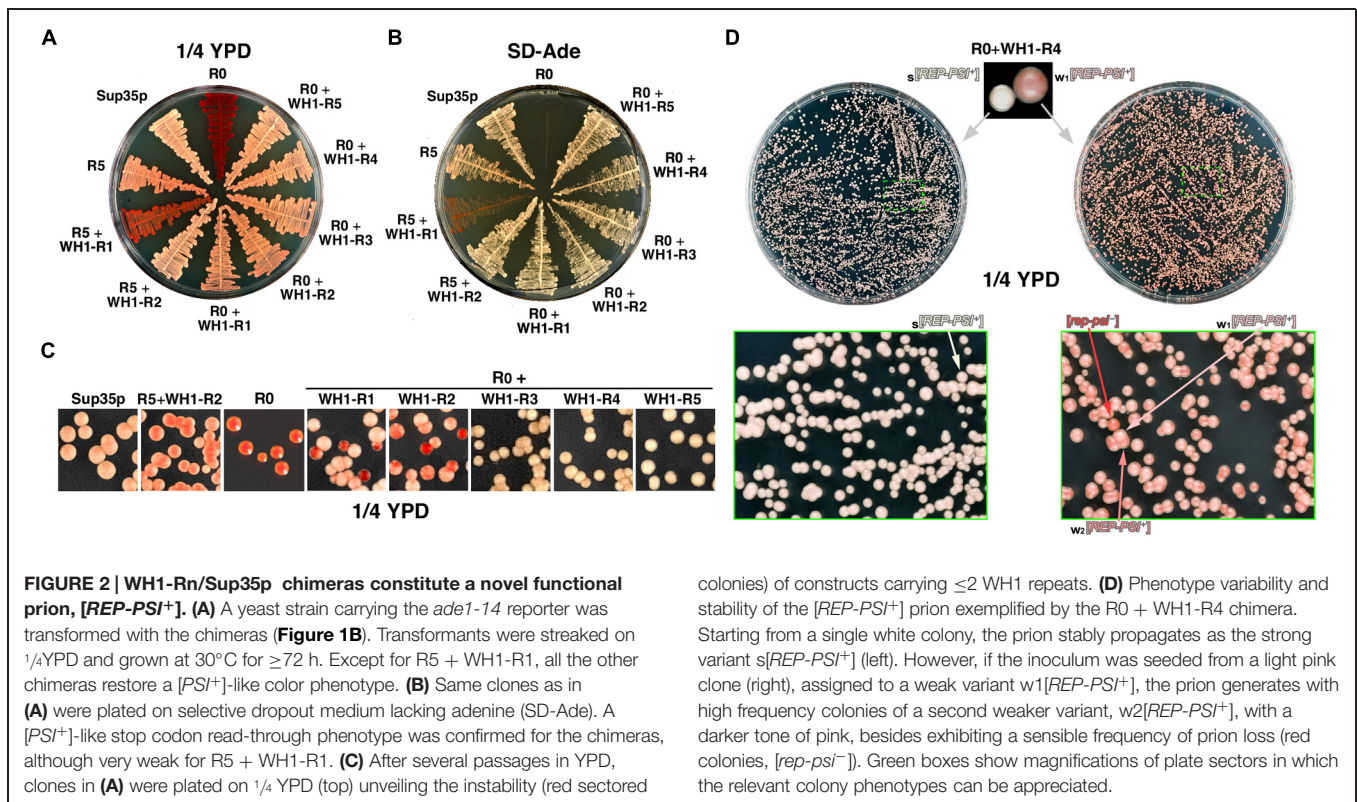 A
1/4 YPD
R0
Sup35p
R0 +
WH1-R5
R5
R0 +
WH1-R4
R5 +
WH1-R1
R0 +
WH1-R3
R5 +
WH1-R2
R0 +
WH1-R2
R0 +
WH1-R1
B
SD-Ade
R0
Sup35p
R0 +
WH1-R5
R5
R0 +
WH1-R4
R5 +
WH1-R1
R0 +
WH1-R3
R5 +
WH1-R2
R0 +
WH1-R2
R0 +
WH1-R1
C
R0 +
Sup35p R5+WH1-R2 R0 WH1-R1 WH1-R2 WH1-R3 WH1-R4 WH1-R5
1/4 YPD
D
R0+WH1-R4
s[REP-PSI+] w1[REP-PSI+]
1/4 YPD
s[REP-PSI+]
[rep-psi−] w1[REP-PSI+]
w2[REP-PSI+]
FIGURE 2 | WH1-Rn/Sup35p chimeras constitute a novel functional
prion, [REP-PSI+]. (A) A yeast strain carrying the ade1-14 reporter was
transformed with the chimeras (Figure 1B). Transformants were streaked on
1/4YPD and grown at 30°C for ≥72 h. Except for R5 + WH1-R1, all the other
chimeras restore a [PSI+]-like color phenotype. (B) Same clones as in
(A) were plated on selective dropout medium lacking adenine (SD-Ade). A
[PSI+]-like stop codon read-through phenotype was confirmed for the chimeras,
although very weak for R5 + WH1-R1. (C) After several passages in YPD,
clones in (A) were plated on 1/4 YPD (top) unveiling the instability (red sectored
colonies) of constructs carrying ≤2 WH1 repeats. (D) Phenotype variability and
stability of the [REP-PSI+] prion exemplified by the R0 + WH1-R4 chimera.
Starting from a single white colony, the prion stably propagates as the strong
variant s[REP-PSI+] (left). However, if the inoculum was seeded from a light pink
clone (right), assigned to a weak variant w1[REP-PSI+], the prion generates with
high frequency colonies of a second weaker variant, w2[REP-PSI+], with a
darker tone of pink, besides exhibiting a sensible frequency of prion loss (red
colonies, [rep-psi−]). Green boxes show magnifications of plate sectors in which
the relevant colony phenotypes can be appreciated.